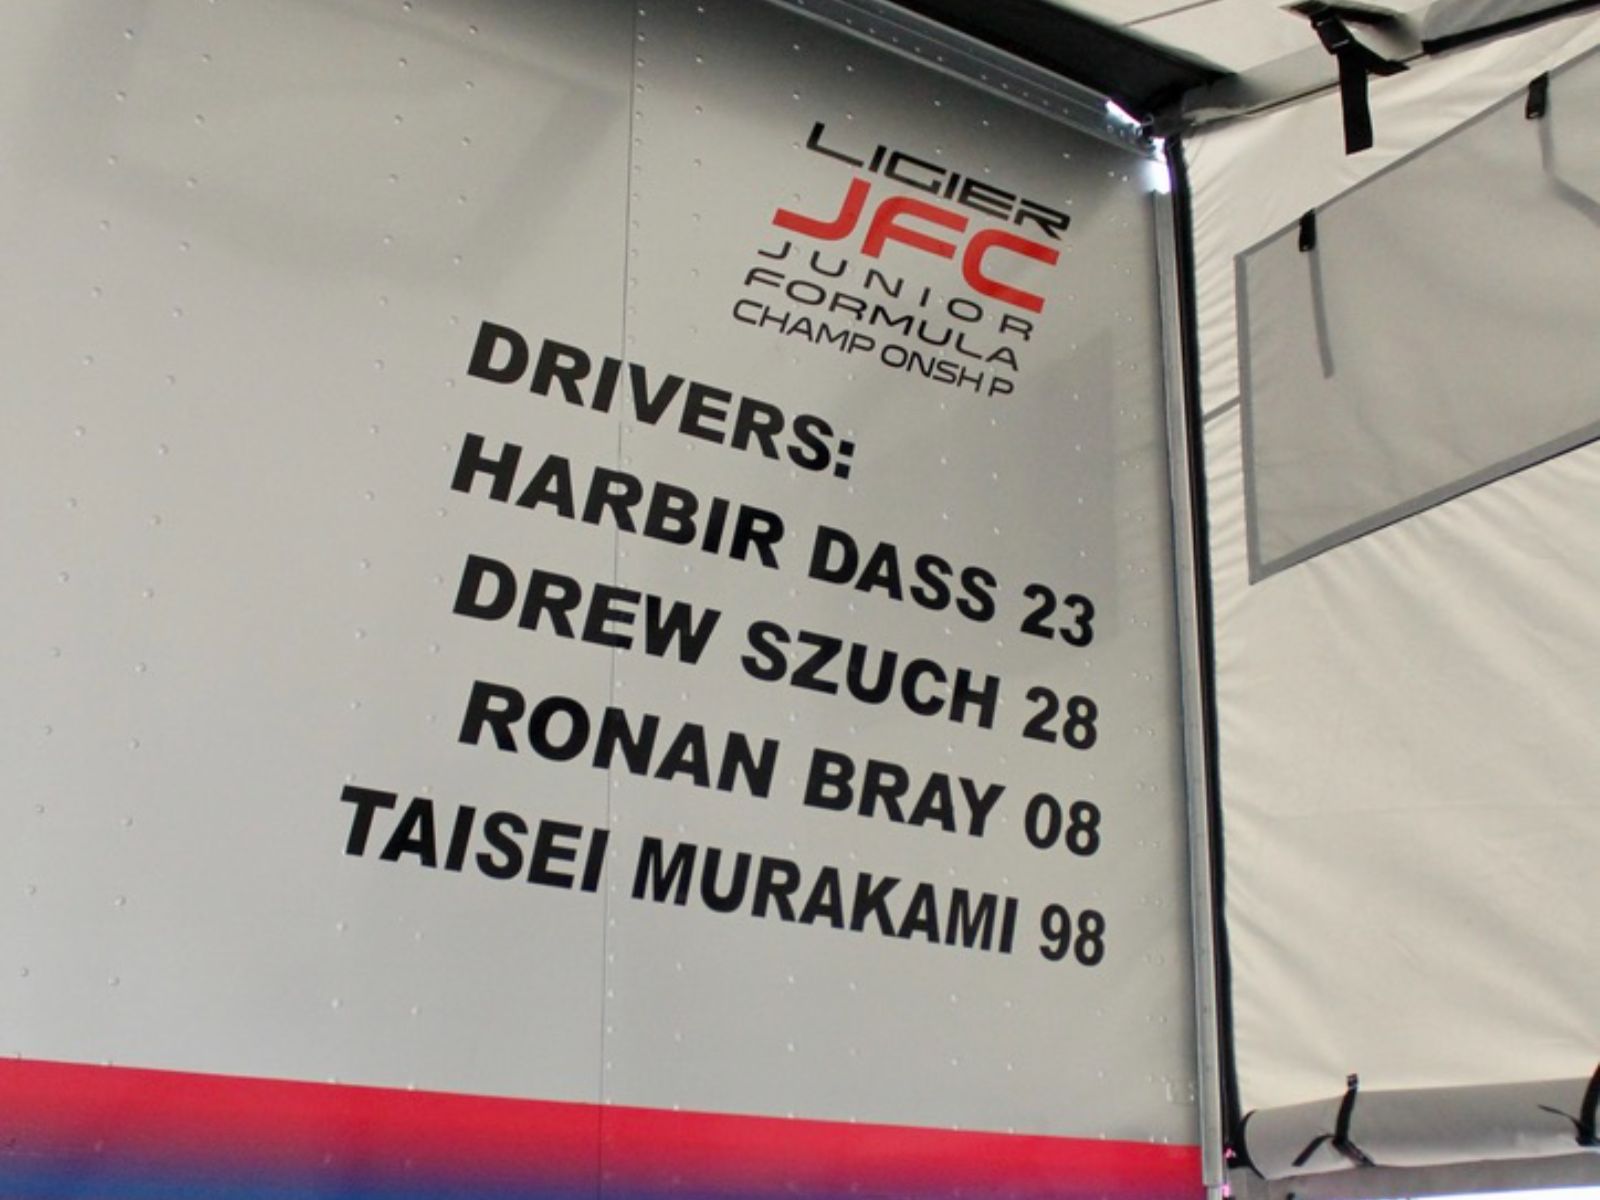 LIGIER
JFC
JUNIOR
FORMULA
CHAMP ONSH P
DRIVERS:
HARBIR DASS 23
DREW SZUCH 28
RONAN BRAY 08
TAISEI MURAKAMI 98